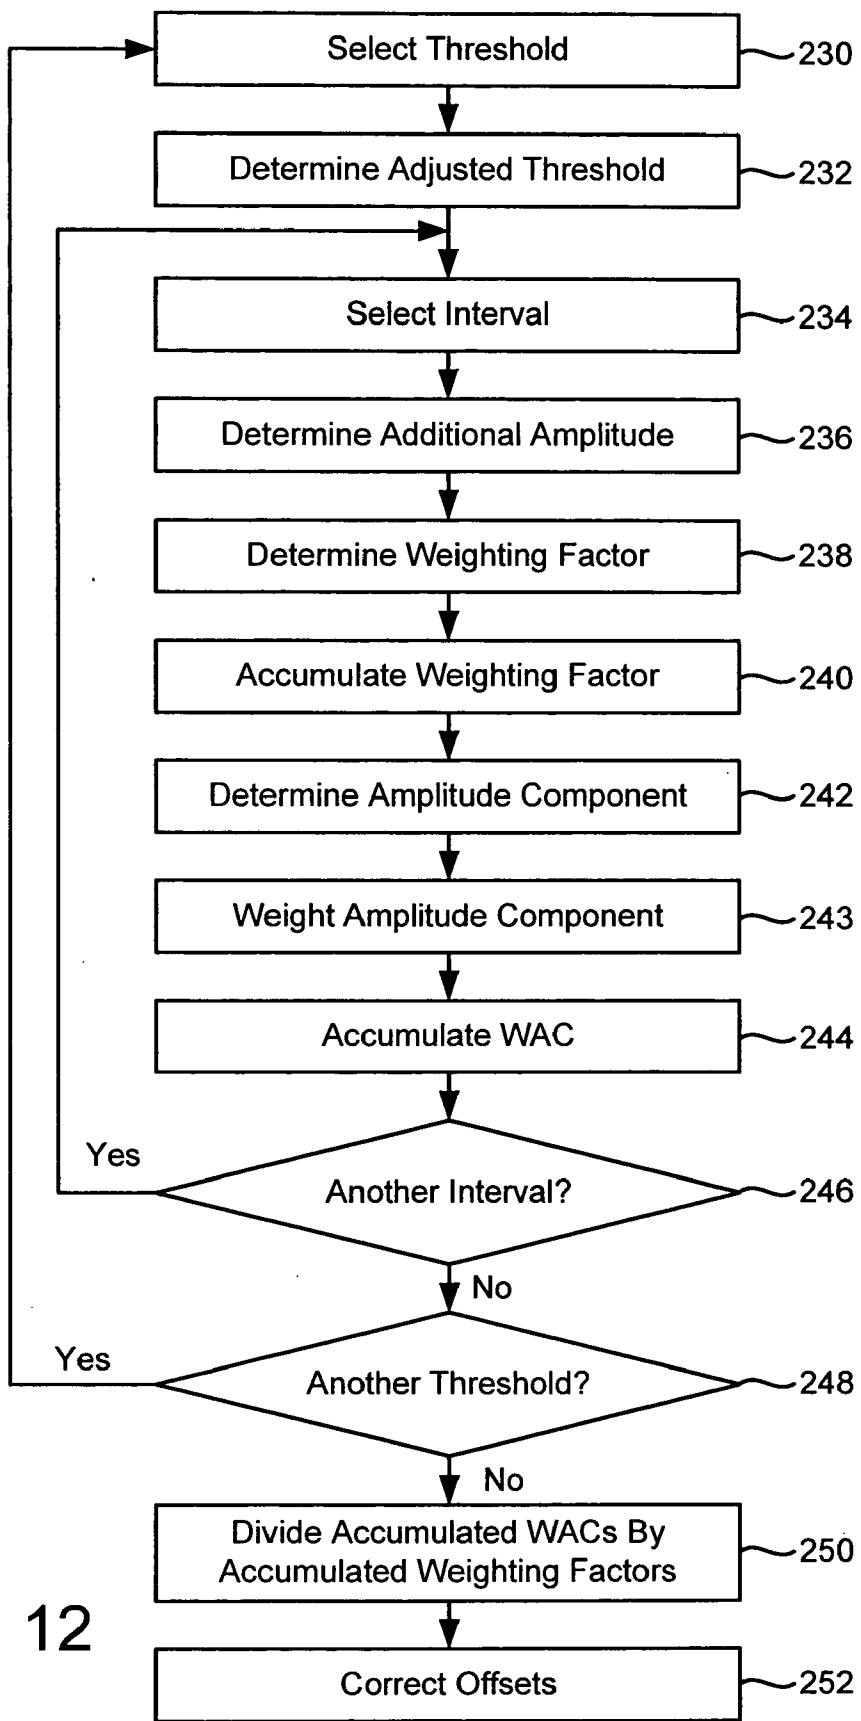 Select Threshold
230
Determine Adjusted Threshold
232
Select Interval
234
Determine Additional Amplitude
236
Determine Weighting Factor
238
Accumulate Weighting Factor
240
Determine Amplitude Component
242
Weight Amplitude Component
243
Accumulate WAC
244
Yes
Another Interval?
246
No
Yes
Another Threshold?
248
No
Divide Accumulated WACs By
Accumulated Weighting Factors
250
12
Correct Offsets
252